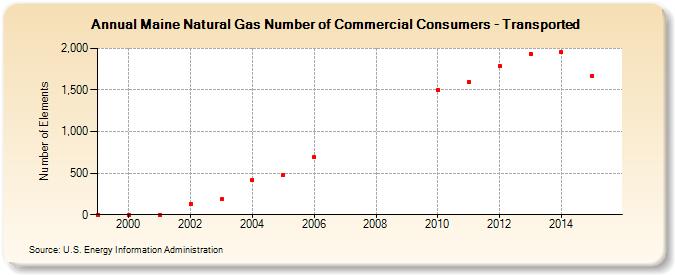 Annual Maine Natural Gas Number of Commercial Consumers - Transported
Number of Elements
2,000
1,500
1,000
500
0
2000 2002 2004 2006 2008 2010 2012 2014
Source: U.S. Energy Information Administration